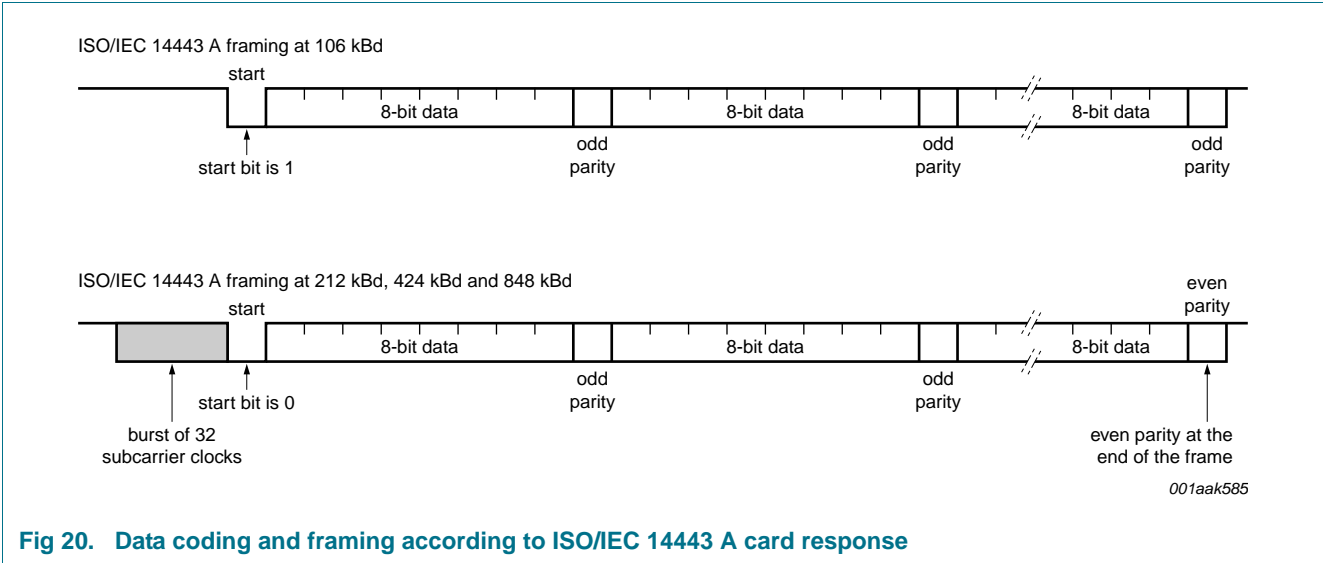 ISO/IEC 14443 A framing at 106 kBd
start
8-bit data
8-bit data
8-bit data
start bit is 1
odd
parity
odd
parity
odd
parity
ISO/IEC 14443 A framing at 212 kBd, 424 kBd and 848 kBd
even
parity
start
8-bit data
8-bit data
8-bit data
start bit is 0
odd
parity
odd
parity
burst of 32
subcarrier clocks
even parity at the
end of the frame
001aak585
Fig 20. Data coding and framing according to ISO/IEC 14443 A card response